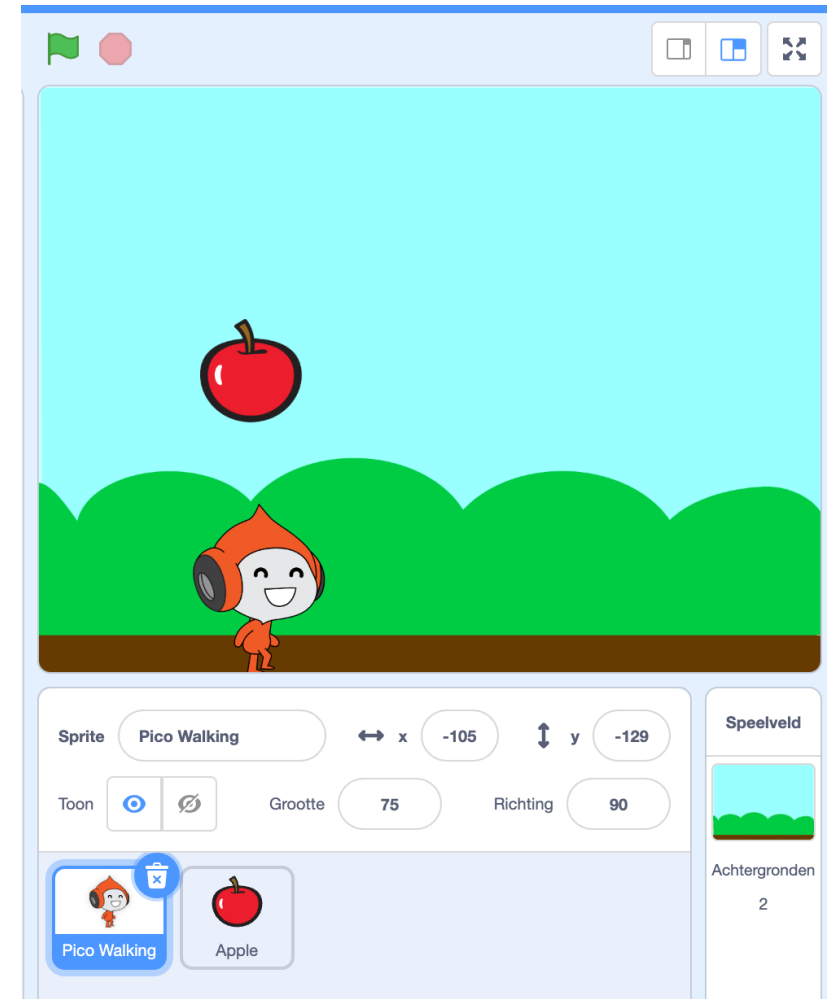 Sprite Pico Walking x -105 y -129
Toon Grootte 75 Richting 90
Pico Walking
Apple
Speelveld
Achtergronden
2